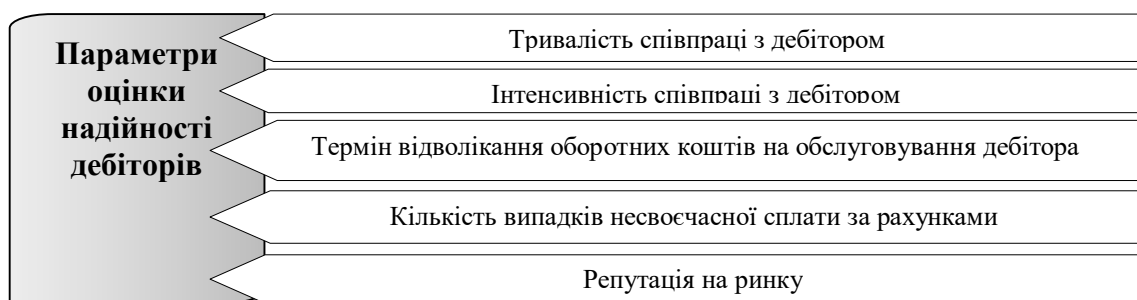 Параметри
оцінки
надійності
дебіторів
Тривалість співпраці з дебітором
Інтенсивність співпраці з дебітором
Термін відволікання оборотних коштів на обслуговування дебітора
Кількість випадків несвоєчасної сплати за рахунками
Репутація на ринку